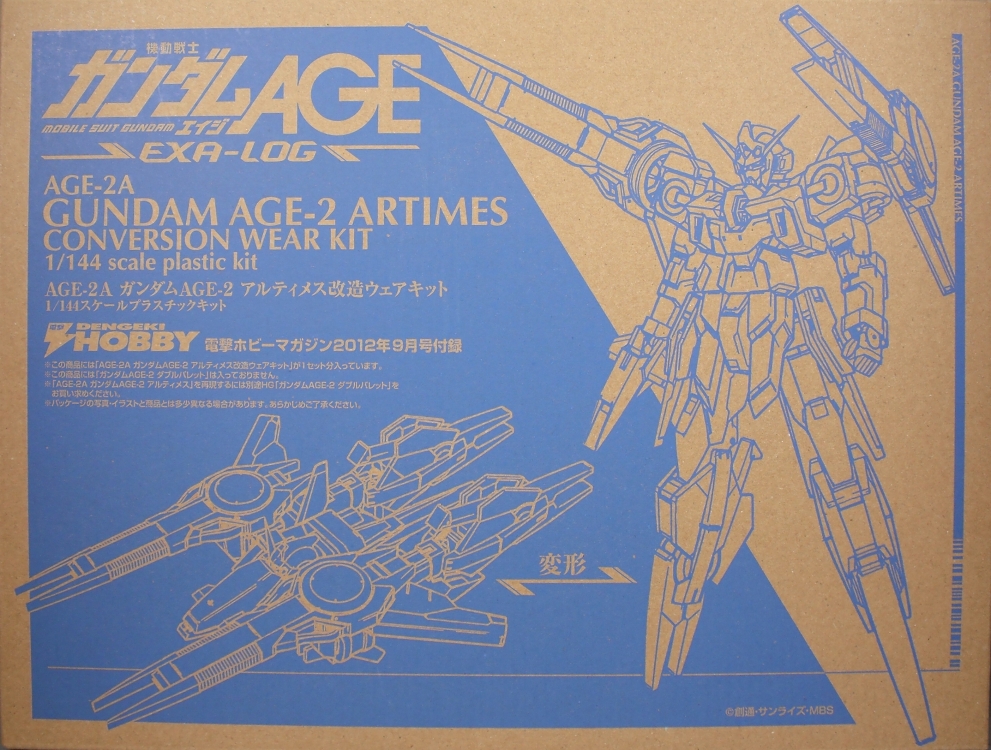 機動戦士
ガンダムAGE
MOBILE SUIT GUNDAM エイジ
EXA-LOG
AGE-2A
GUNDAM AGE-2 ARTIMES
CONVERSION WEAR KIT
1/144 scale plastic kit
AGE-2A ガンダムAGE-2 アルティメス改造ウェアキット
1/144スケールプラスチックキット
電撃 DENGEKI
HOBBY 電撃ホビーマガジン2012年9月号付録
※この商品には「AGE-2A ガンダムAGE-2 アルティメス改造ウェアキット」が1セット分入っています。
※この商品には「ガンダムAGE-2 ダブルバレット」は入っておりません。
※「AGE-2A ガンダムAGE-2 アルティメス」を再現するには別途HG「ガンダムAGE-2 ダブルバレット」を
お買い求めください。
※パッケージの写真・イラストと商品とは多少異なる場合があります。あらかじめご了承ください。
変形
AGE-2A GUNDAM AGE-2 ARTIMES
©創通・サンライズ・MBS